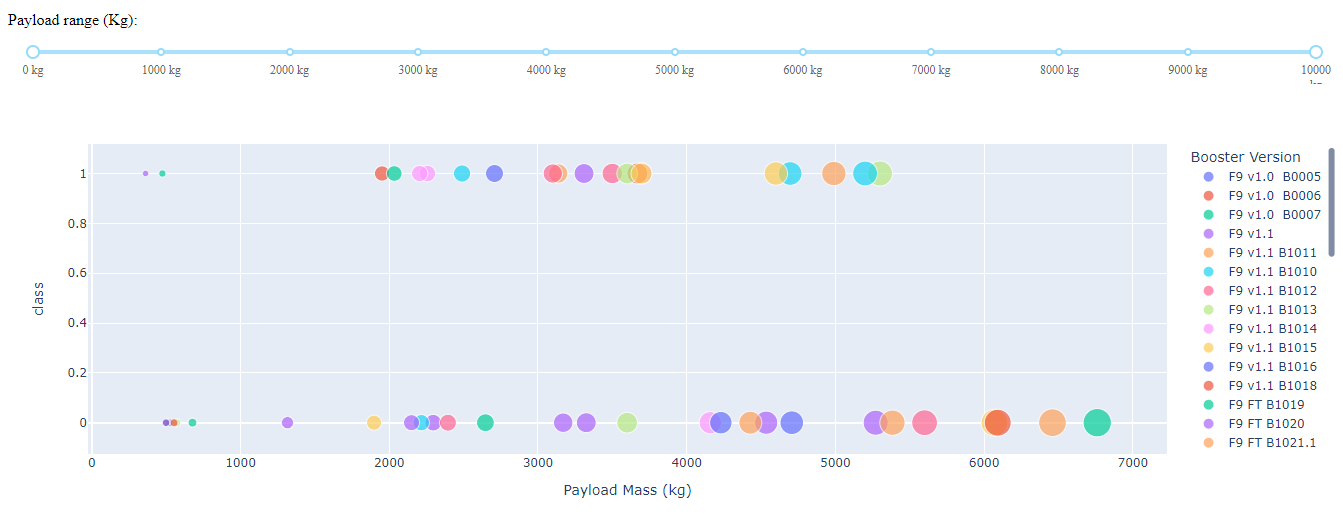 Payload range (Kg):
0 kg 1000 kg 2000 kg 3000 kg 4000 kg 5000 kg 6000 kg 7000 kg 8000 kg 9000 kg 10000
1
0.8
0.6
0.4
0.2
0
class
0 1000 2000 3000 4000 5000 6000 7000
Payload Mass (kg)
Booster Version
F9 v1.0  B0005
F9 v1.0  B0006
F9 v1.0  B0007
F9 v1.1
F9 v1.1 B1011
F9 v1.1 B1010
F9 v1.1 B1012
F9 v1.1 B1013
F9 v1.1 B1014
F9 v1.1 B1015
F9 v1.1 B1016
F9 v1.1 B1018
F9 FT B1019
F9 FT B1020
F9 FT B1021.1